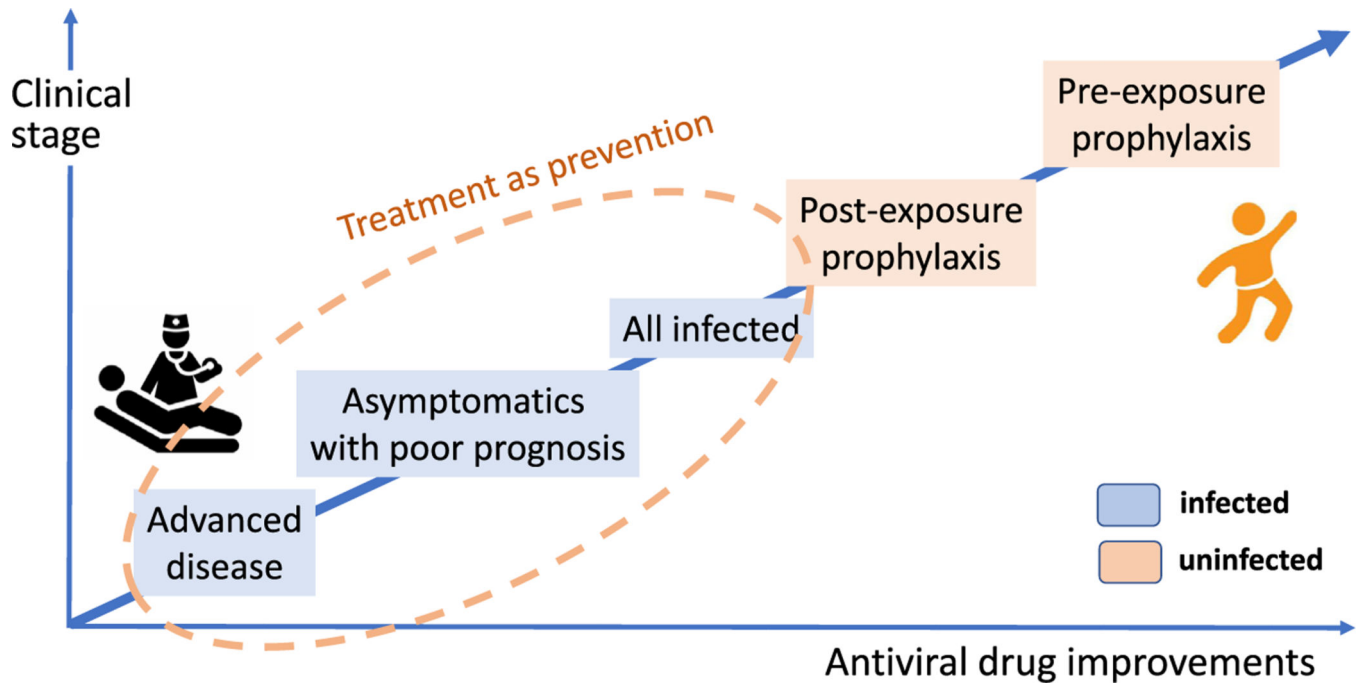 Clinical
stage
Treatment as prevention
Pre-exposure
prophylaxis
Post-exposure
prophylaxis
All infected
Asymptomatics
with poor prognosis
Advanced
disease
infected
uninfected
Antiviral drug improvements